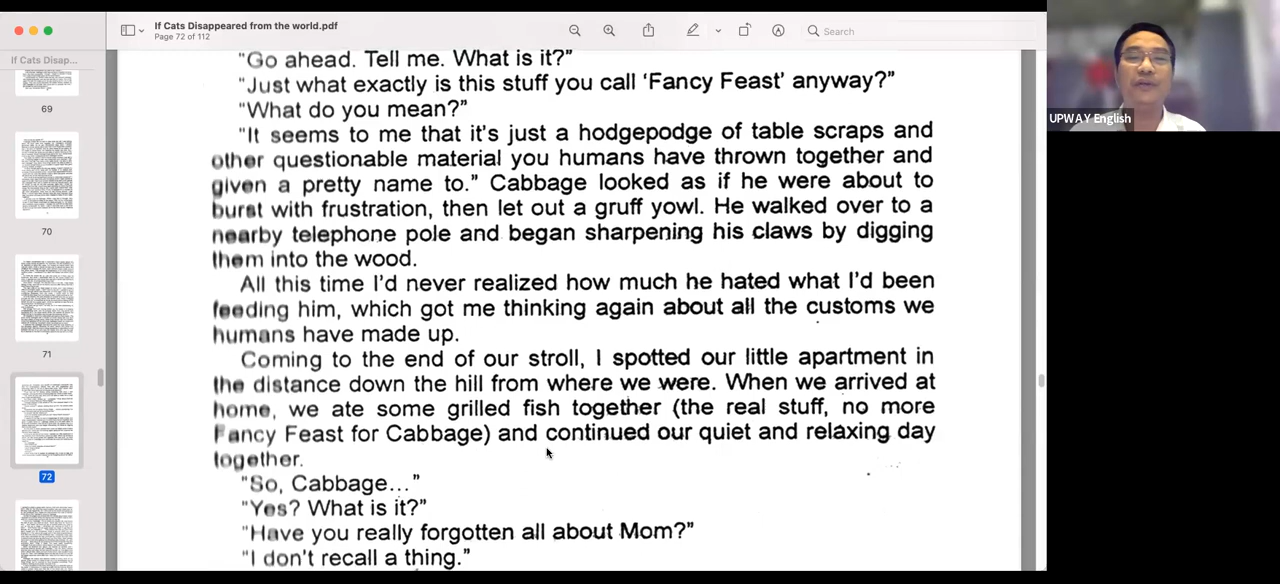 If Cats Disappeared from the world.pdf
Page 72 of 112
Search
If Cats Disap...
69
70
71
72
"Go ahead. Tell me. What is it?"
"Just what exactly is this stuff you call 'Fancy Feast' anyway?"
"What do you mean?"
"It seems to me that it's just a hodgepodge of table scraps and
other questionable material you humans have thrown together and
given a pretty name to." Cabbage looked as if he were about to
burst with frustration, then let out a gruff yowl. He walked over to a
nearby telephone pole and began sharpening his claws by digging
them into the wood.
All this time I'd never realized how much he hated what I'd been
feeding him, which got me thinking again about all the customs we
humans have made up.
Coming to the end of our stroll, I spotted our little apartment in
the distance down the hill from where we were. When we arrived at
home, we ate some grilled fish together (the real stuff, no more
Fancy Feast for Cabbage) and continued our quiet and relaxing day
together.
"So, Cabbage..."
"Yes? What is it?"
"Have you really forgotten all about Mom?"
"I don't recall a thing."
UPWAY English